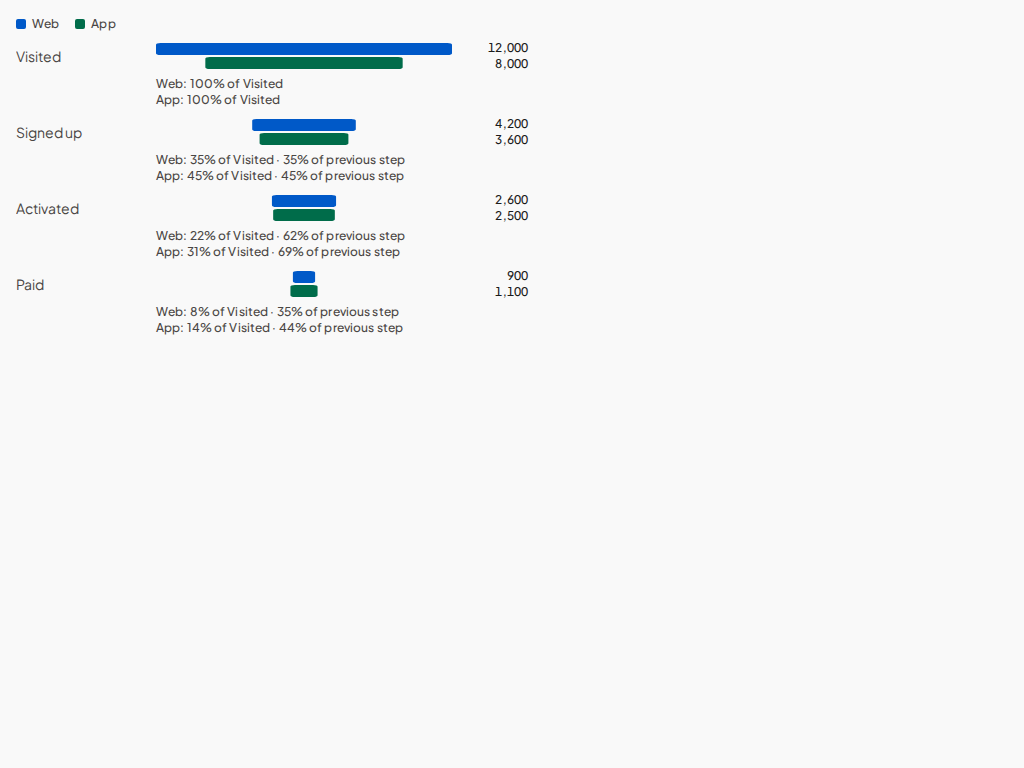 Web App
Visited 12,000
8,000
Web: 100% of Visited
App: 100% of Visited
Signed up 4,200
3,600
Web: 35% of Visited · 35% of previous step
App: 45% of Visited · 45% of previous step
Activated 2,600
2,500
Web: 22% of Visited · 62% of previous step
App: 31% of Visited · 69% of previous step
Paid 900
1,100
Web: 8% of Visited · 35% of previous step
App: 14% of Visited · 44% of previous step